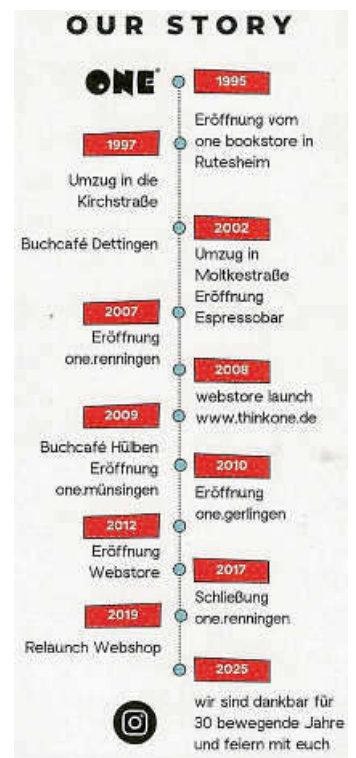 OUR STORY
ONE
1995
Eröffnung vom
one bookstore in
Rutesheim
1997
Umzug in die
Kirchstraße
Buchcafé Dettingen
2002
Umzug in
Moltkestraße
Eröffnung
Espressobar
2007
Eröffnung
one.renningen
2008
webstore launch
www.thinkone.de
2009
Buchcafé Hülben
Eröffnung
one.münsingen
2010
Eröffnung
one.gerlingen
2012
Eröffnung
Webstore
2017
Schließung
one.renningen
2019
Relaunch Webshop
2025
wir sind dankbar für
30 bewegende Jahre
und feiern mit euch